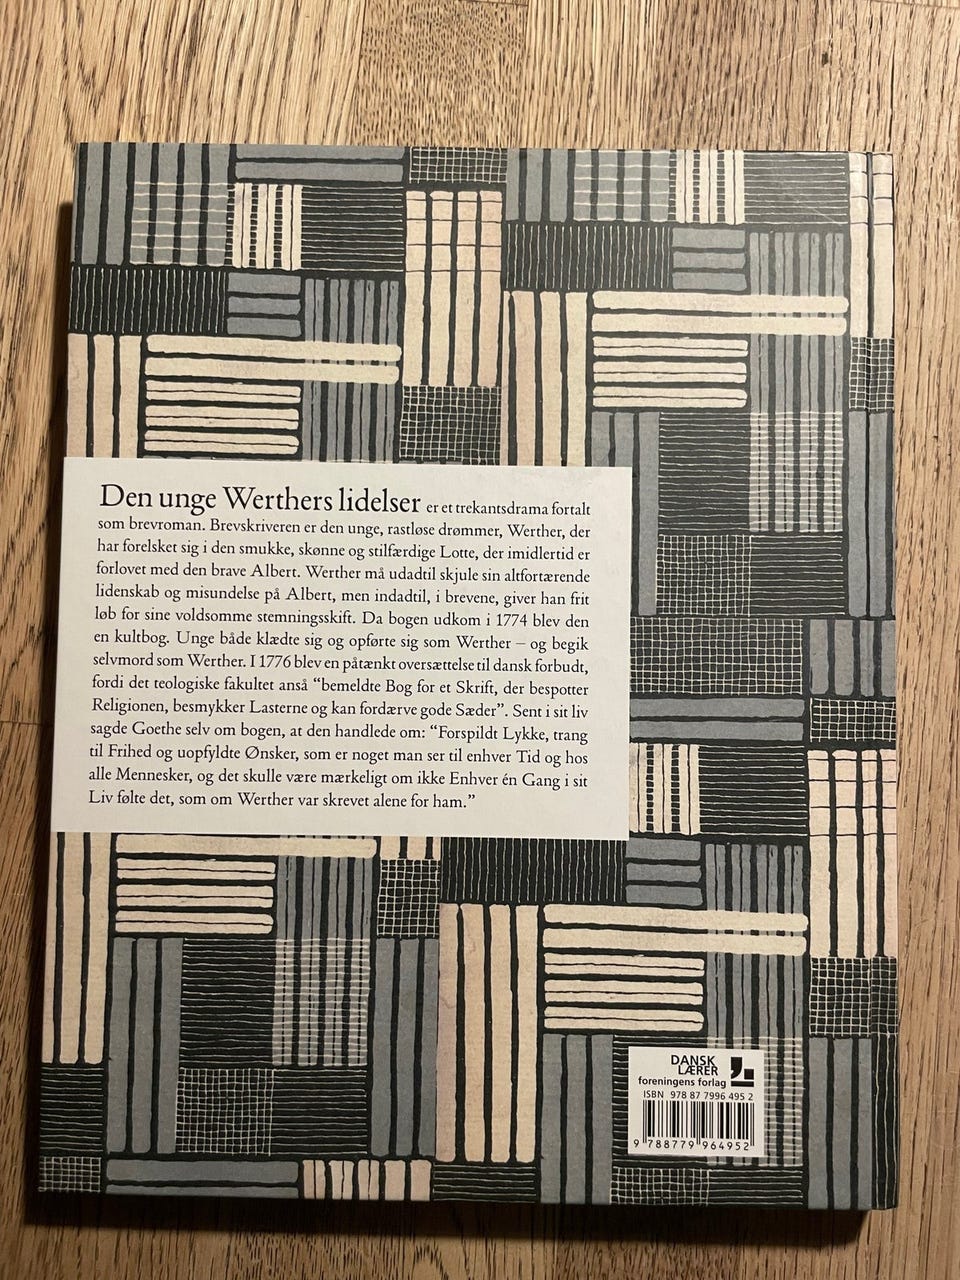 Den unge Werthers lidelser er et trekantsdrama fortalt
som brevroman. Brevskriveren er den unge, rastløse drømmer, Werther, der
har forelsket sig i den smukke, skønne og stilfærdige Lotte, der imidlertid er
forlovet med den brave Albert. Werther må udadtil skjule sin altfortærende
lidenskab og misundelse på Albert, men indadtil, i brevene, giver han frit
løb for sine voldsomme stemningsskift. Da bogen udkom i 1774 blev den
en kultbog. Unge både klædte sig og opførte sig som Werther – og begik
selvmord som Werther. I 1776 blev en påtænkt oversættelse til dansk forbudt,
fordi det teologiske fakultet anså “bemeldte Bog for et Skrift, der bespotter
Religionen, besmykker Lasterne og kan fordærve gode Sæder”. Sent i sit liv
sagde Goethe selv om bogen, at den handlede om: “Forspildt Lykke, trang
til Frihed og uopfyldte Ønsker, som er noget man ser til enhver Tid og hos
alle Mennesker, og det skulle være mærkeligt om ikke Enhver én Gang i sit
Liv følte det, som om Werther var skrevet alene for ham.”
DANSK
LÆRER
foreningens forlag
ISBN 978 87 7996 495 2
9 788779 964952